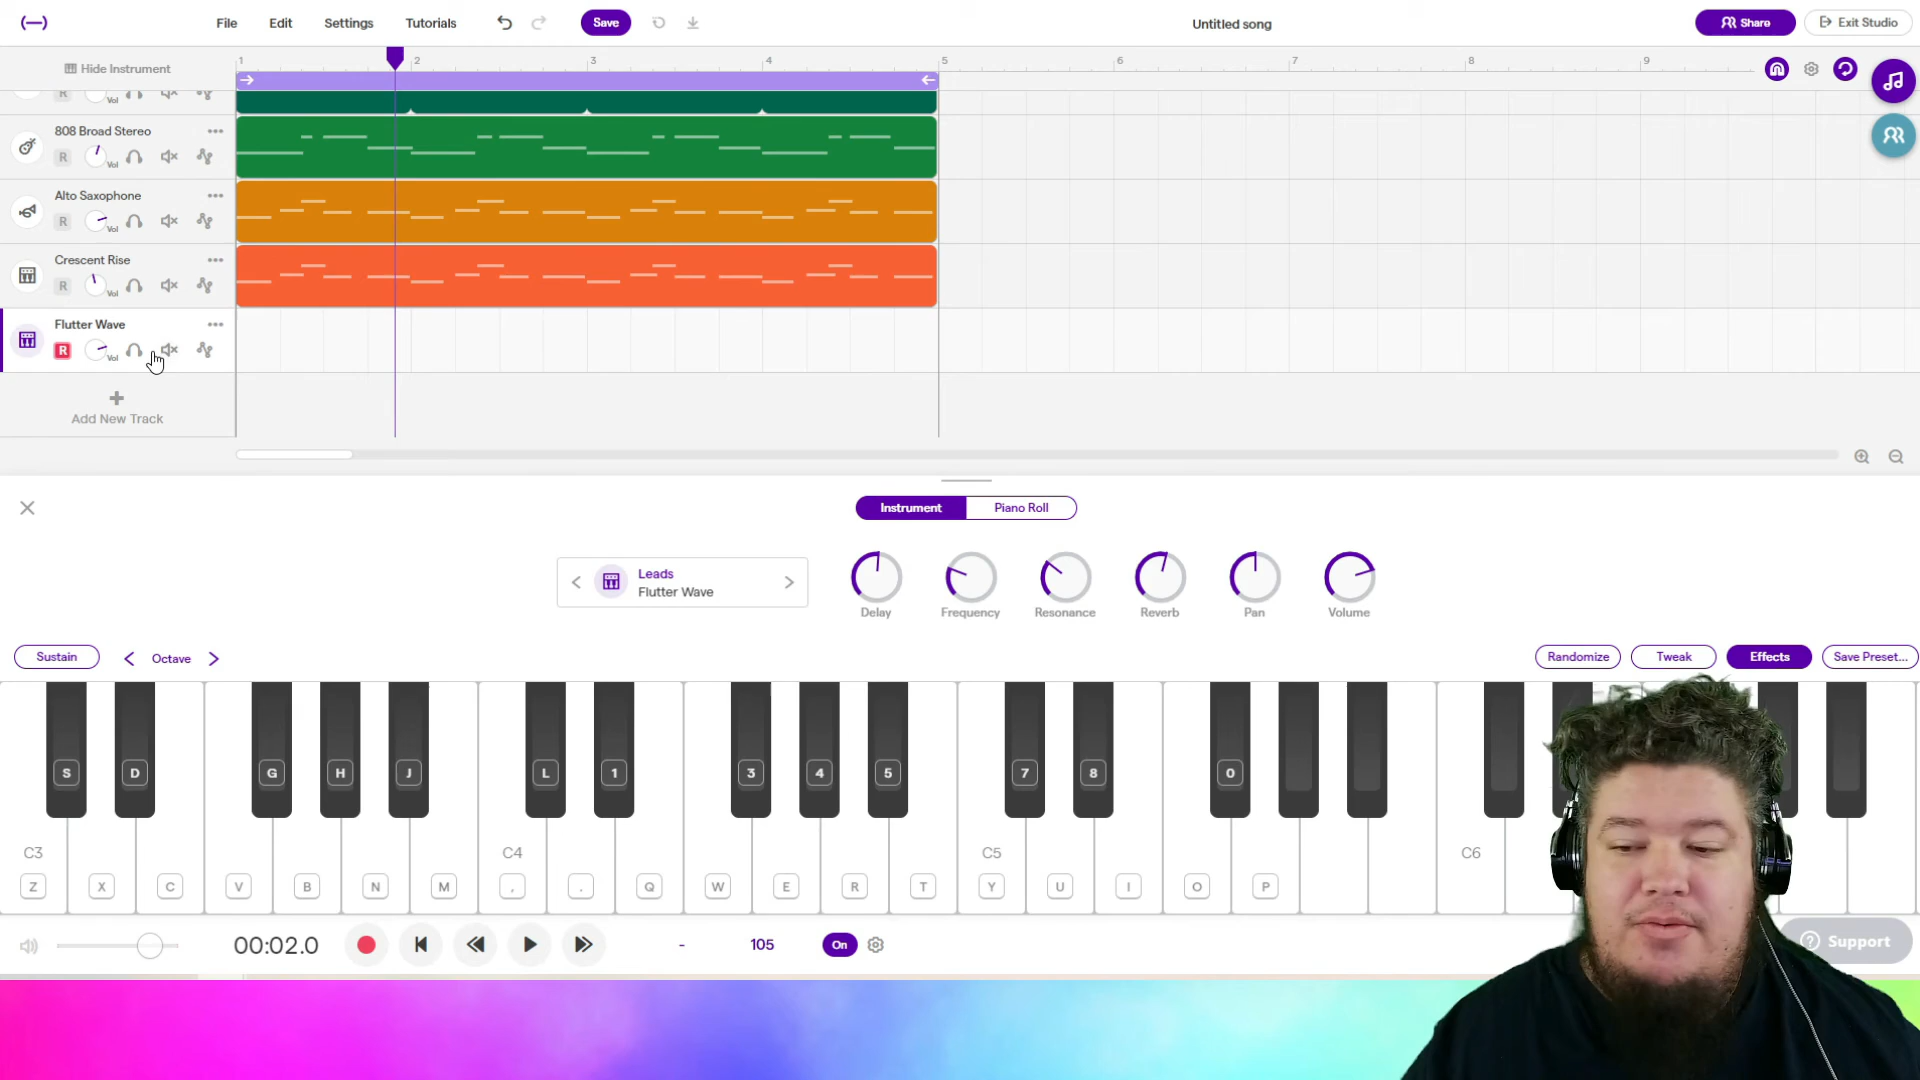 File Edit Settings Tutorials Save Untitled song Share Exit Studio
Hide Instrument 1 2 3 4 5 6 7 8 9
R Vol
808 Broad Stereo
R Vol
Alto Saxophone
R Vol
Crescent Rise
R Vol
Flutter Wave
R Vol
Add New Track
Instrument Piano Roll
Leads
Flutter Wave
Delay Frequency Resonance Reverb Pan Volume
Sustain Octave Randomize Tweak Effects Save Preset...
S D G H J L 1 3 4 5 7 8 0
C3 C4 C5 C6
Z X C V B N M , . Q W E R T Y U I O P
00:02.0 - 105 On Support